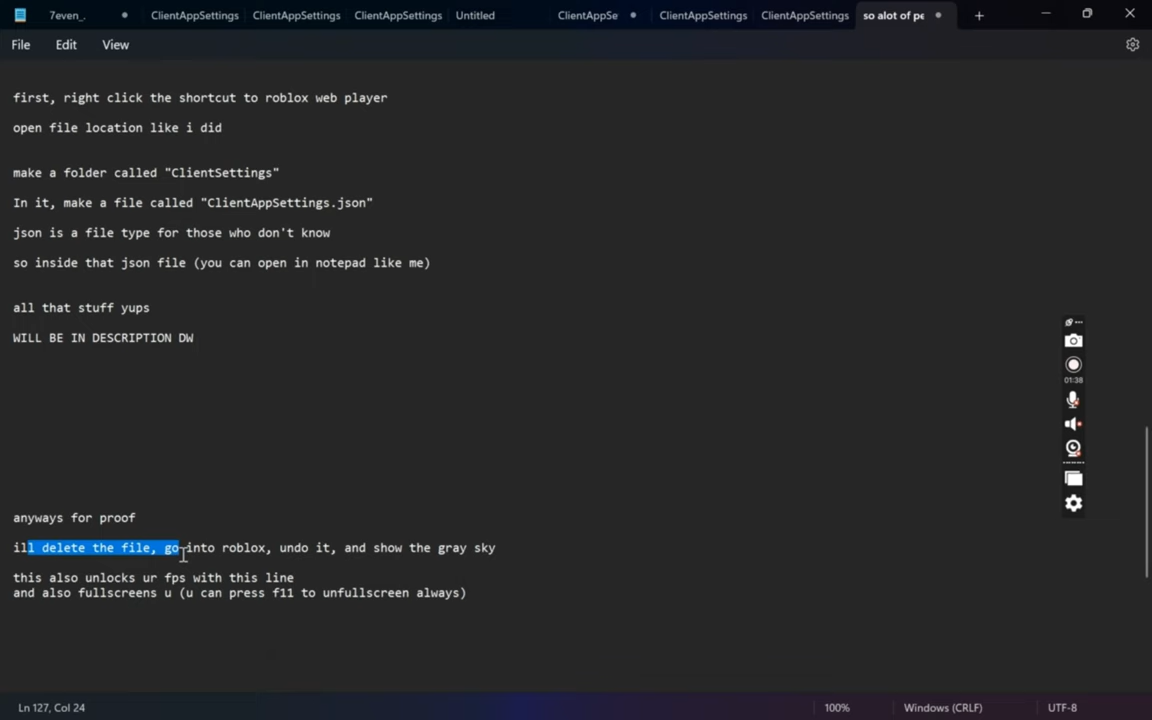 7even_.
ClientAppSettings
ClientAppSettings
ClientAppSettings
Untitled
ClientAppSe
ClientAppSettings
ClientAppSettings
so alot of pe
File
Edit
View
first, right click the shortcut to roblox web player
open file location like i did
make a folder called "ClientSettings"
In it, make a file called "ClientAppSettings.json"
json is a file type for those who don't know
so inside that json file (you can open in notepad like me)
all that stuff yups
WILL BE IN DESCRIPTION DW
01:38
anyways for proof
ill delete the file, go into roblox, undo it, and show the gray sky
this also unlocks ur fps with this line
and also fullscreens u (u can press f11 to unfullscreen always)
Ln 127, Col 24
100%
Windows (CRLF)
UTF-8